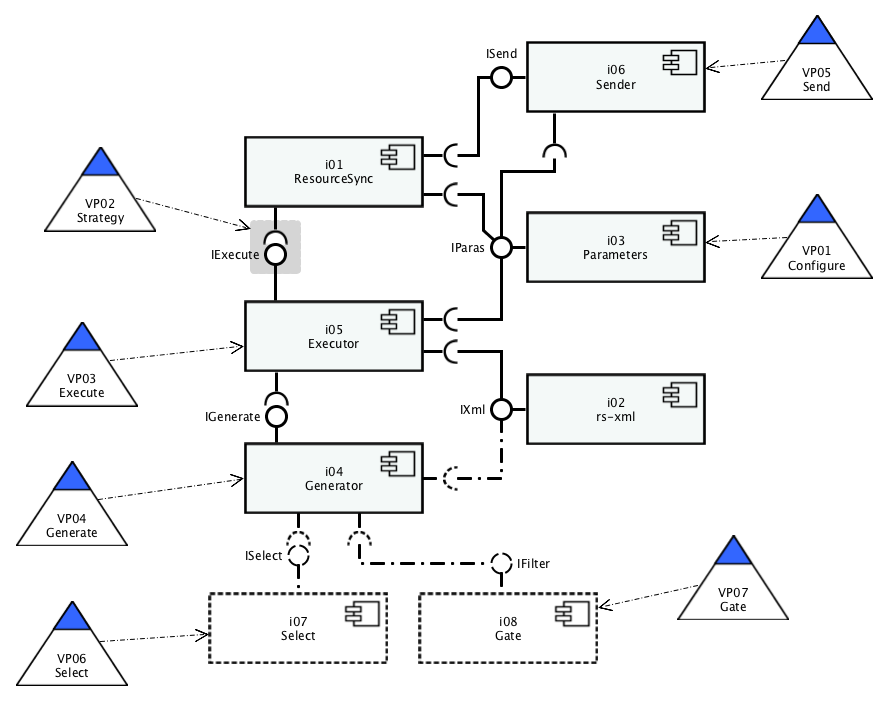 ISend
i06
Sender
VP05
Send
i01
ResourceSync
VP02
Strategy
IExecute
IParas
i03
Parameters
VP01
Configure
i05
Executor
VP03
Execute
IGenerate
IXml
i02
rs-xml
i04
Generator
VP04
Generate
ISelect
IFilter
VP07
Gate
i07
Select
i08
Gate
VP06
Select